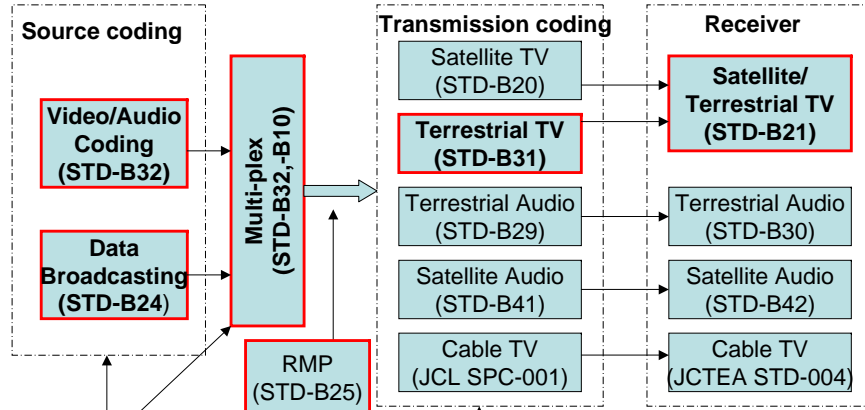 Source coding
Video/Audio
Coding
(STD-B32)
Data
Broadcasting
(STD-B24)
Multi-plex
(STD-B32,-B10)
RMP
(STD-B25)
Transmission coding
Satellite TV
(STD-B20)
Terrestrial TV
(STD-B31)
Terrestrial Audio
(STD-B29)
Satellite Audio
(STD-B41)
Cable TV
(JCL SPC-001)
Receiver
Satellite/
Terrestrial TV
(STD-B21)
Terrestrial Audio
(STD-B30)
Satellite Audio
(STD-B42)
Cable TV
(JCTEA STD-004)